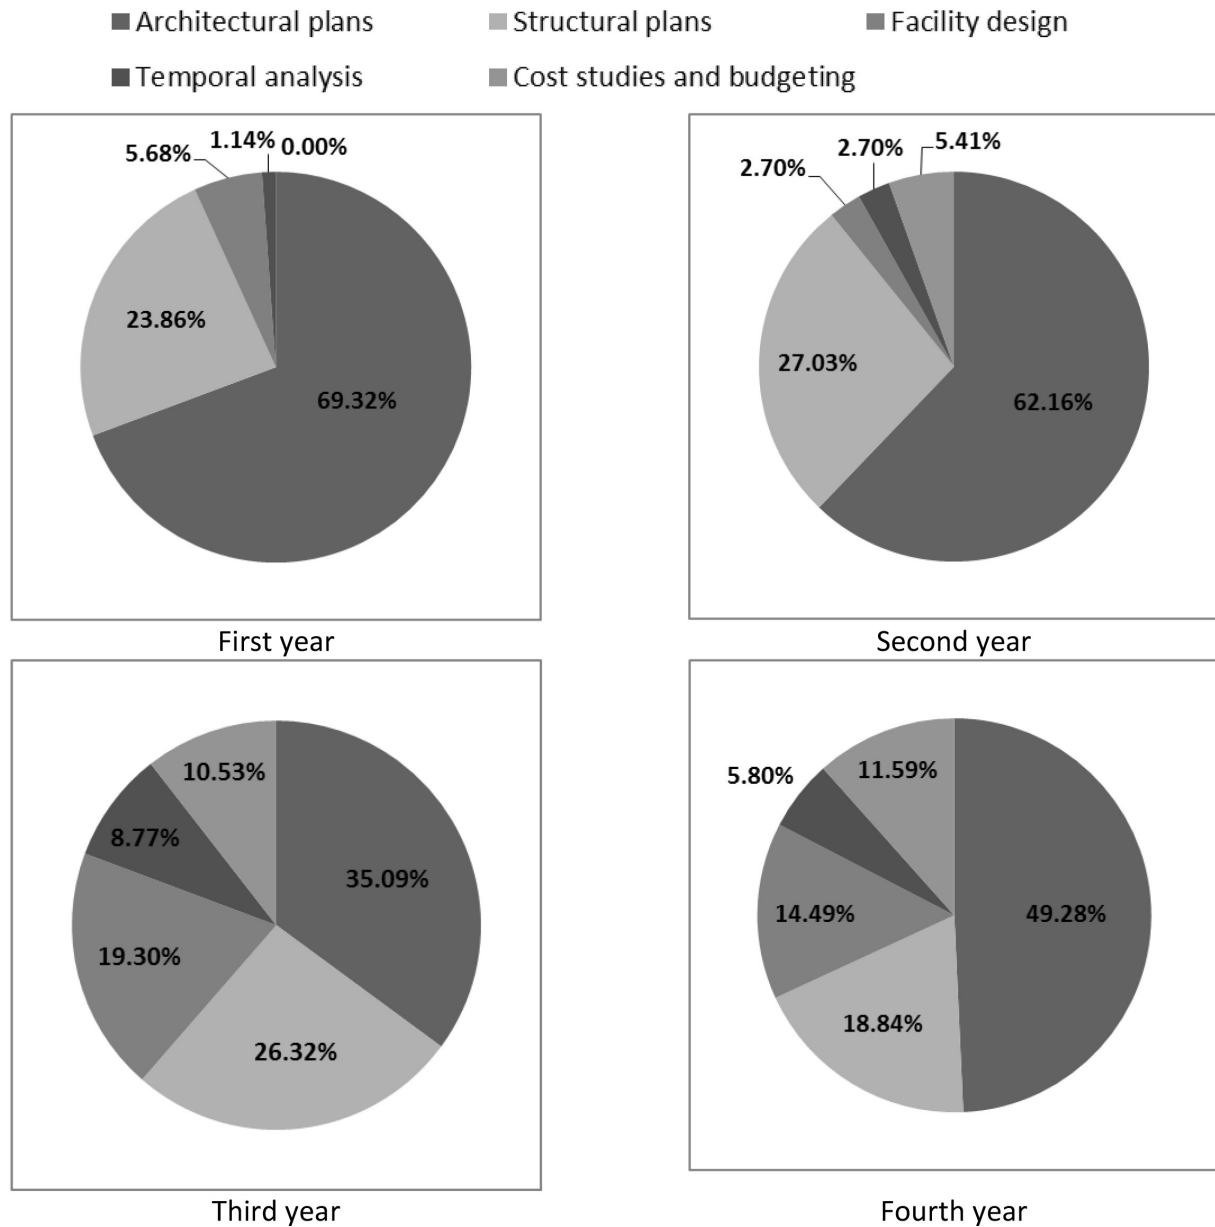 Architectural plans Structural plans Facility design
Temporal analysis Cost studies and budgeting
5.68% 1.14% 0.00%
23.86%
69.32%
First year
2.70% 2.70% 5.41%
27.03%
62.16%
Second year
10.53%
8.77%
35.09%
19.30%
26.32%
Third year
5.80% 11.59%
14.49% 49.28%
18.84%
Fourth year